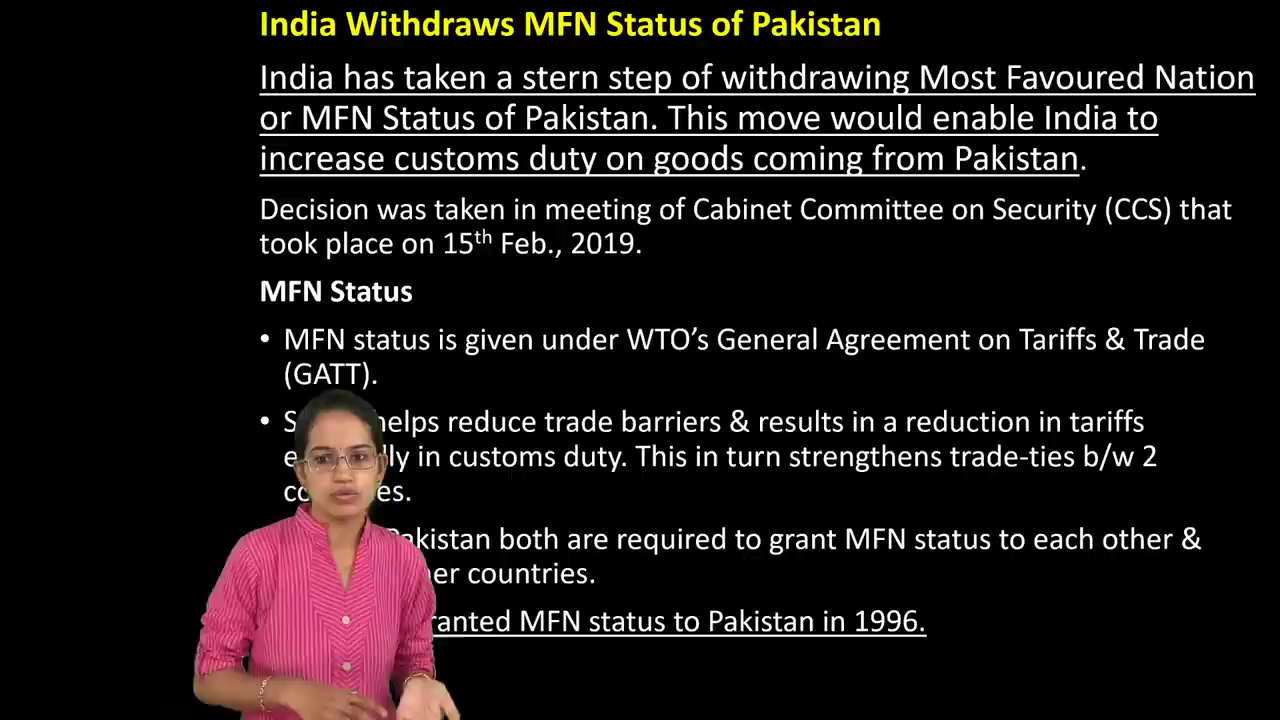 India Withdraws MFN Status of Pakistan
India has taken a stern step of withdrawing Most Favoured Nation
or MFN Status of Pakistan. This move would enable India to
increase customs duty on goods coming from Pakistan.
Decision was taken in meeting of Cabinet Committee on Security (CCS) that
took place on 15th Feb., 2019.
MFN Status
• MFN status is given under WTO's General Agreement on Tariffs & Trade
(GATT).
• helps reduce trade barriers & results in a reduction in tariffs
in customs duty. This in turn strengthens trade-ties b/w 2
Pakistan both are required to grant MFN status to each other &
countries.
MFN status to Pakistan in 1996.